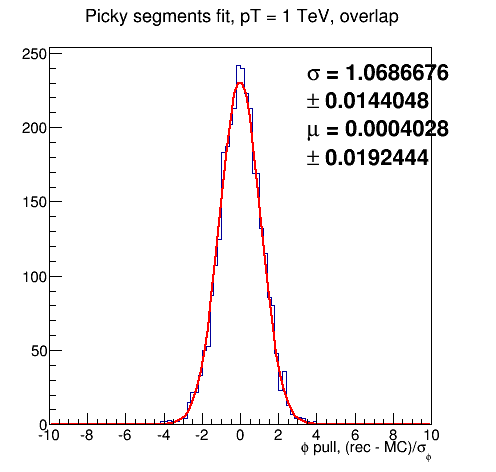 Picky segments fit, pT = 1 TeV, overlap
σ = 1.0686676
± 0.0144048
μ = 0.0004028
± 0.0192444
250
200
150
100
50
0
-10 -8 -6 -4 -2 0 2 4 6 8 10
ϕ pull, (rec - MC)/σ_ϕ